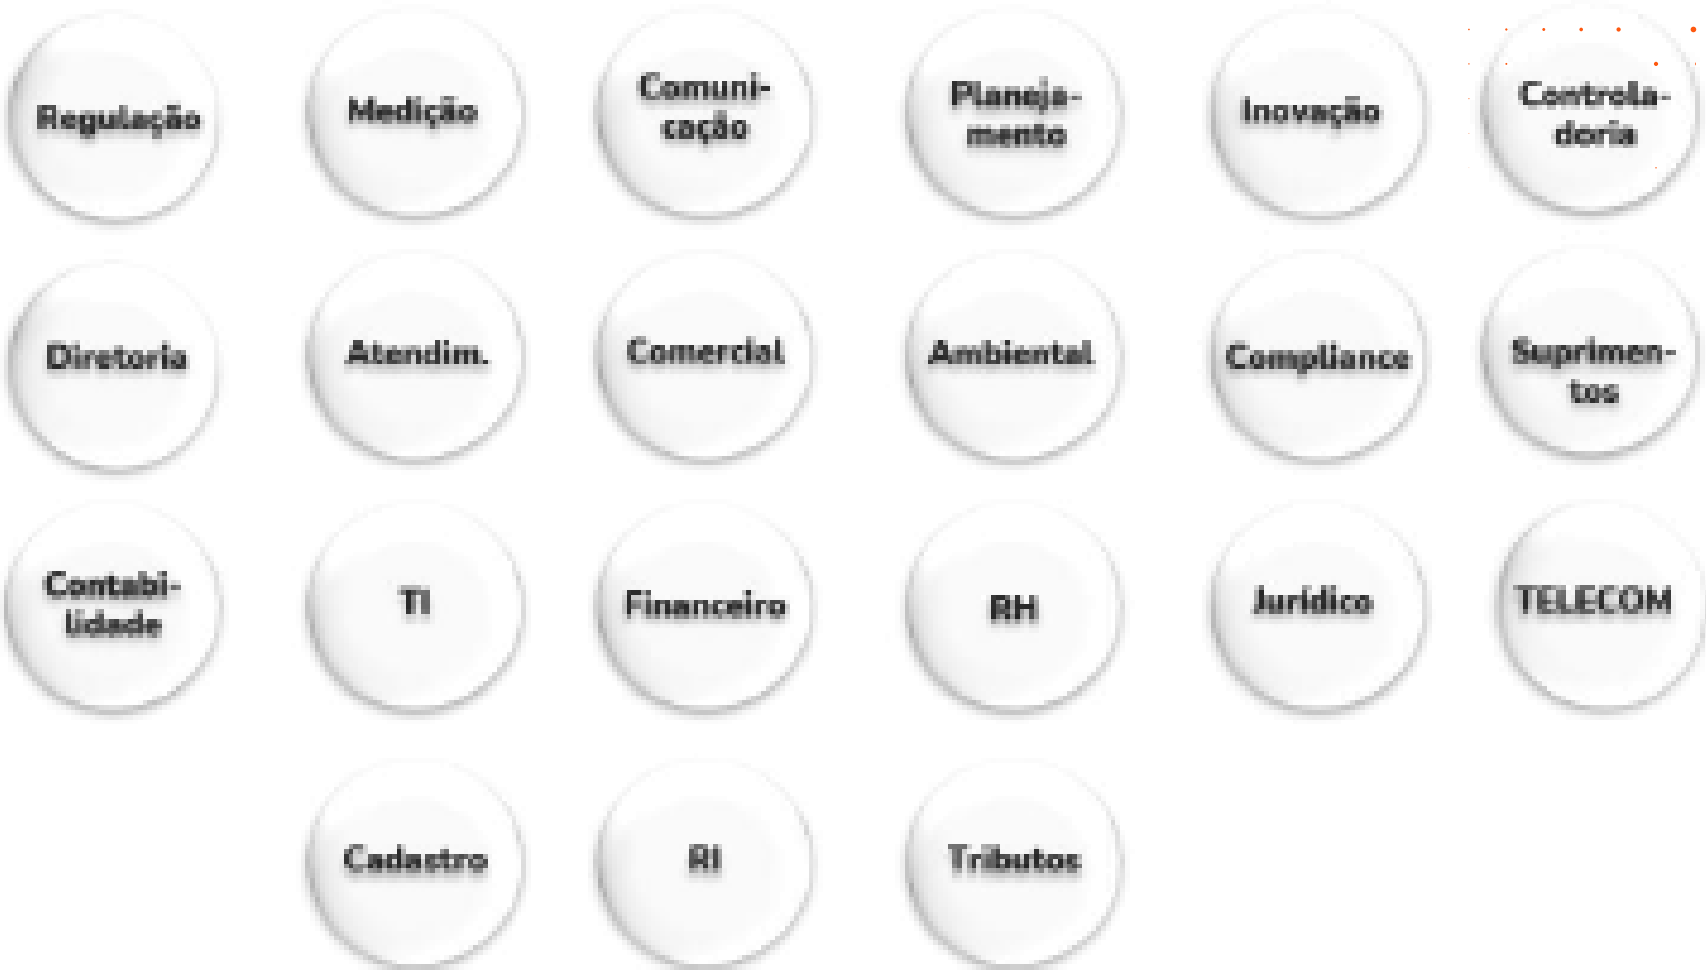 Regulação
Medição
Comuni-
cação
Planeja-
mento
Inovação
Controla-
doria
Diretoria
Atendim.
Comercial
Ambiental
Compliance
Suprimen-
tos
Contabi-
lidade
TI
Financeiro
RH
Jurídico
TELECOM
Cadastro
RI
Tributos